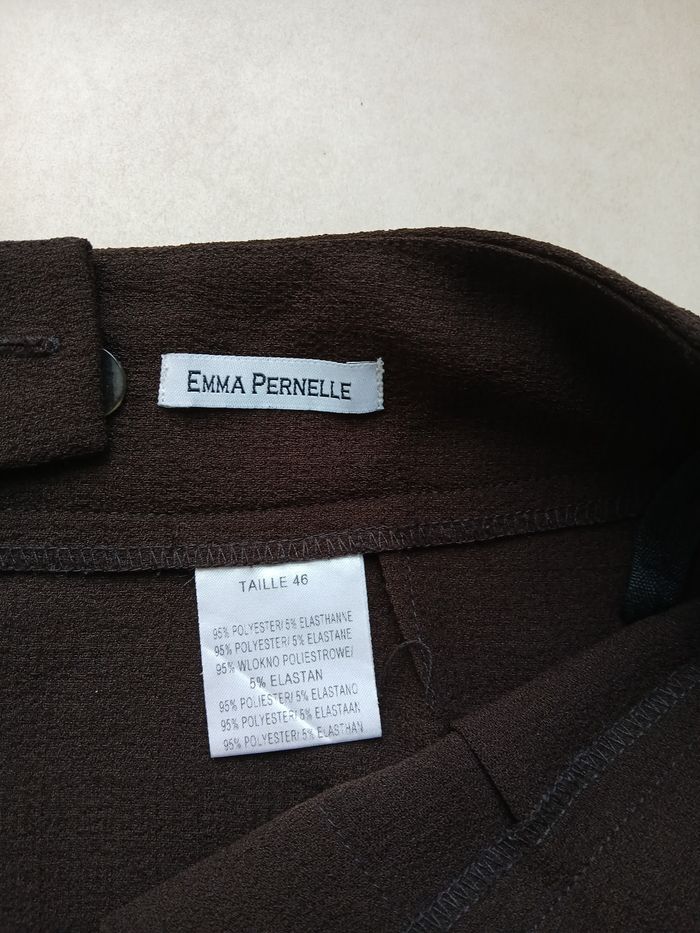 EMMA PERNELLE
TAILLE 46
95% POLYESTER/ 5% ELASTHANNE
95% POLYESTER/ 5% ELASTANE
95% WLOKNO POLIESTROWE/
5% ELASTAN
95% POLIESTER/ 5% ELASTANO
95% POLYESTER/ 5% ELASTAAN
95% POLYESTER/ 5% ELASTHAN